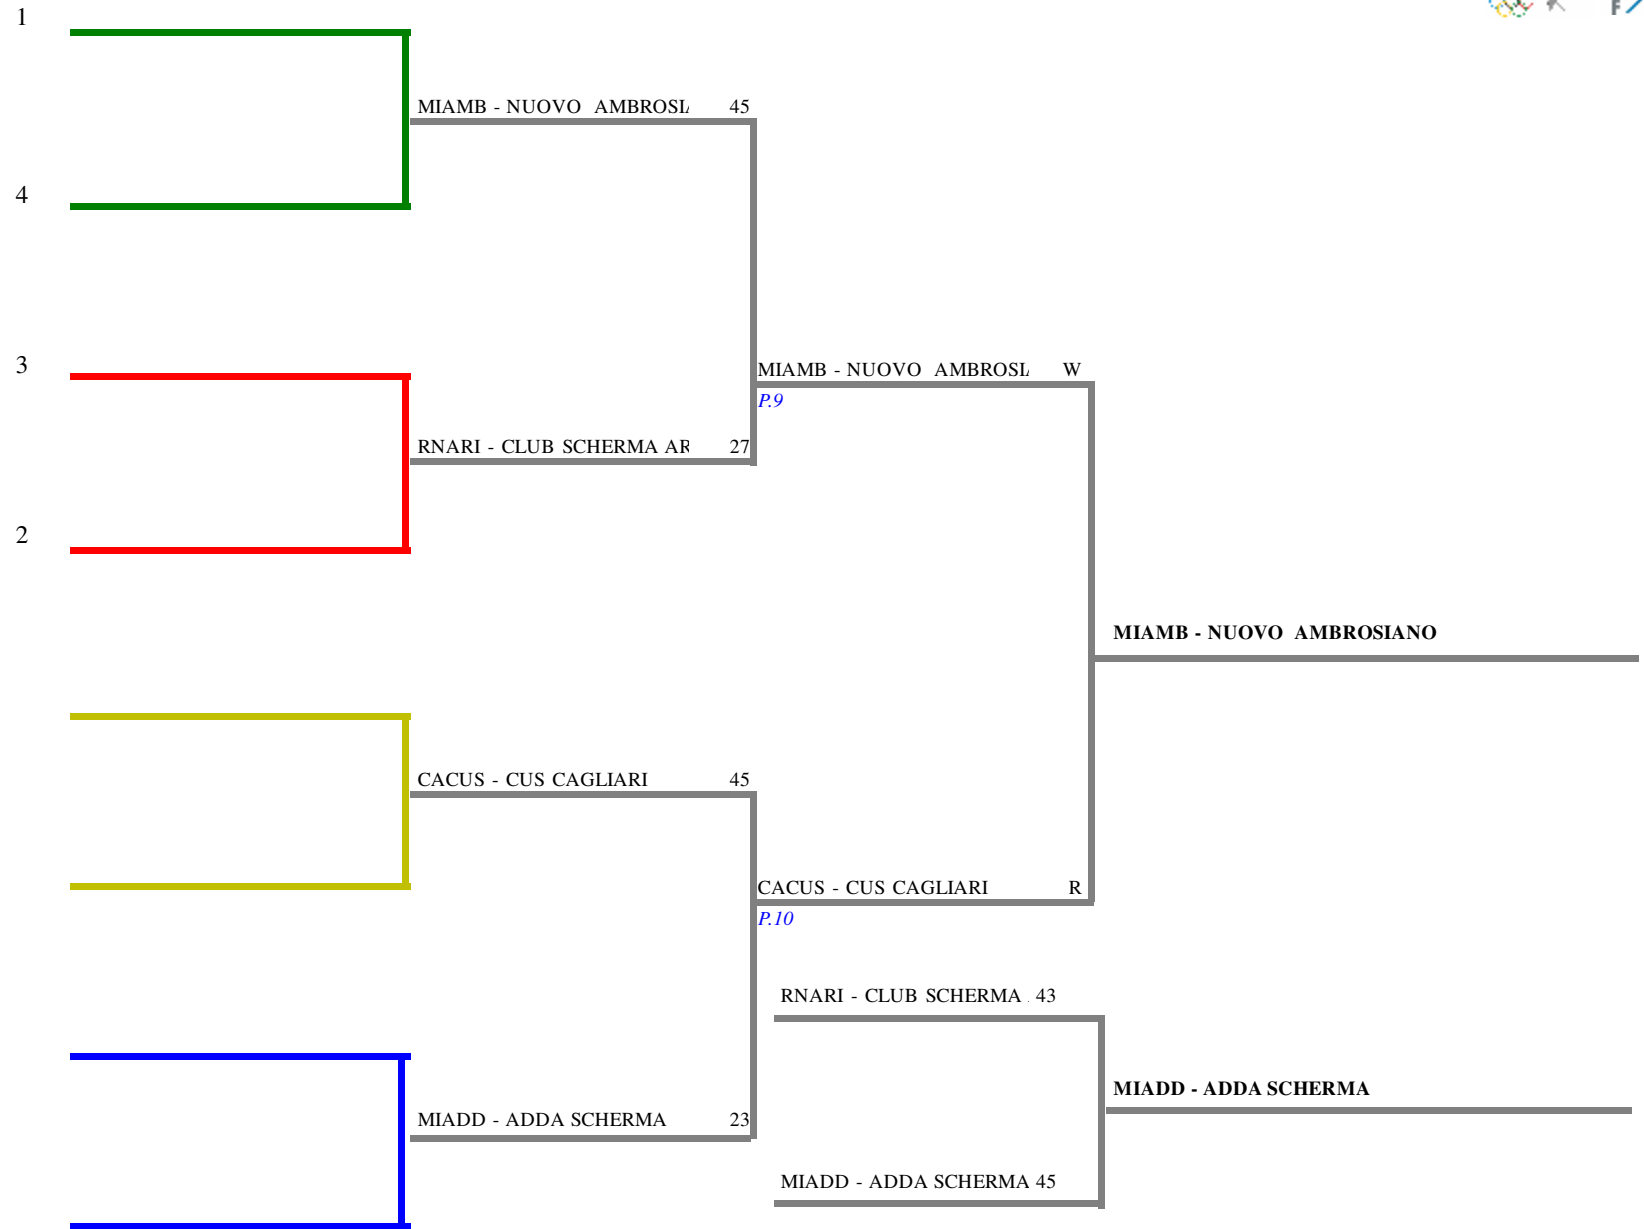 1
MIAMB - NUOVO AMBROSI 45
4
3
MIAMB - NUOVO AMBROSI W
P.9
RNARI - CLUB SCHERMA AR 27
2
MIAMB - NUOVO AMBROSIANO
CACUS - CUS CAGLIARI 45
CACUS - CUS CAGLIARI R
P.10
RNARI - CLUB SCHERMA 43
MIADD - ADDA SCHERMA
MIADD - ADDA SCHERMA 23
MIADD - ADDA SCHERMA 45